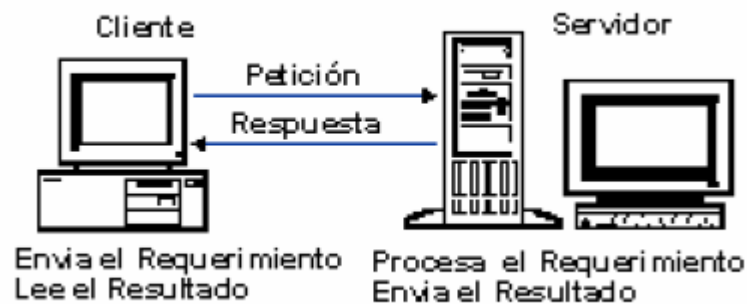 Cliente
Servidor
Petición
Respuesta
Envia el Requerimiento
Lee el Resultado
Procesa el Requerimiento
Envia el Resultado